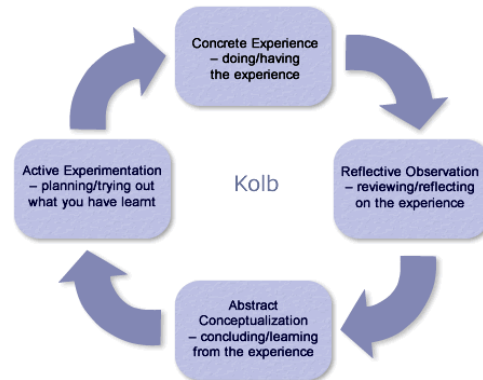 Concrete Experience
– doing/having
the experience
Reflective Observation
– reviewing/reflecting
on the experience
Abstract
Conceptualization
– concluding/learning
from the experience
Active Experimentation
– planning/trying out
what you have learnt
Kolb